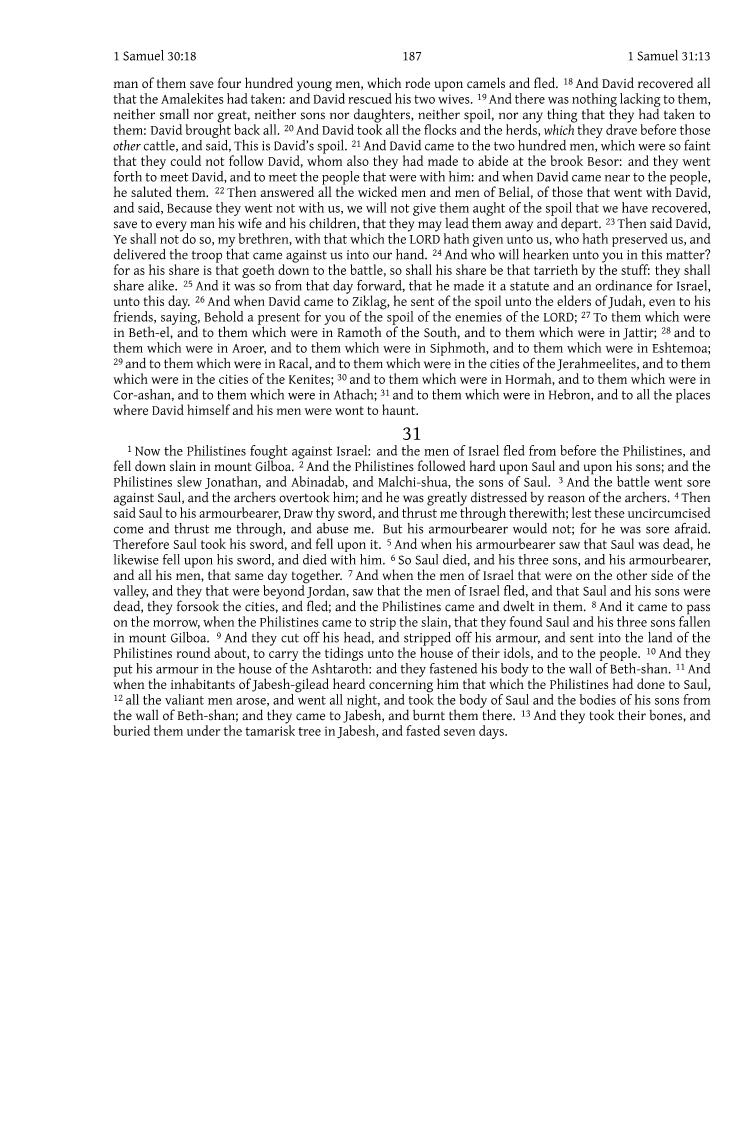 1 Samuel 30:18 187 1 Samuel 31:13
man of them save four hundred young men, which rode upon camels and fled. 18 And David recovered all
that the Amalekites had taken: and David rescued his two wives. 19 And there was nothing lacking to them,
neither small nor great, neither sons nor daughters, neither spoil, nor any thing that they had taken to
them: David brought back all. 20 And David took all the flocks and the herds, which they drave before those
other cattle, and said, This is David’s spoil. 21 And David came to the two hundred men, which were so faint
that they could not follow David, whom also they had made to abide at the brook Besor: and they went
forth to meet David, and to meet the people that were with him: and when David came near to the people,
he saluted them. 22 Then answered all the wicked men and men of Belial, of those that went with David,
and said, Because they went not with us, we will not give them aught of the spoil that we have recovered,
save to every man his wife and his children, that they may lead them away and depart. 23 Then said David,
Ye shall not do so, my brethren, with that which the LORD hath given unto us, who hath preserved us, and
delivered the troop that came against us into our hand. 24 And who will hearken unto you in this matter?
for as his share is that goeth down to the battle, so shall his share be that tarrieth by the stuff: they shall
share alike. 25 And it was so from that day forward, that he made it a statute and an ordinance for Israel,
unto this day. 26 And when David came to Ziklag, he sent of the spoil unto the elders of Judah, even to his
friends, saying, Behold a present for you of the spoil of the enemies of the LORD; 27 To them which were
in Beth-el, and to them which were in Ramoth of the South, and to them which were in Jattir; 28 and to
them which were in Aroer, and to them which were in Siphmoth, and to them which were in Eshtemoa;
29 and to them which were in Racal, and to them which were in the cities of the Jerahmeelites, and to them
which were in the cities of the Kenites; 30 and to them which were in Hormah, and to them which were in
Cor-ashan, and to them which were in Athach; 31 and to them which were in Hebron, and to all the places
where David himself and his men were wont to haunt.
31
1 Now the Philistines fought against Israel: and the men of Israel fled from before the Philistines, and
fell down slain in mount Gilboa. 2 And the Philistines followed hard upon Saul and upon his sons; and the
Philistines slew Jonathan, and Abinadab, and Malchi-shua, the sons of Saul. 3 And the battle went sore
against Saul, and the archers overtook him; and he was greatly distressed by reason of the archers. 4 Then
said Saul to his armourbearer, Draw thy sword, and thrust me through therewith; lest these uncircumcised
come and thrust me through, and abuse me. But his armourbearer would not; for he was sore afraid.
Therefore Saul took his sword, and fell upon it. 5 And when his armourbearer saw that Saul was dead, he
likewise fell upon his sword, and died with him. 6 So Saul died, and his three sons, and his armourbearer,
and all his men, that same day together. 7 And when the men of Israel that were on the other side of the
valley, and they that were beyond Jordan, saw that the men of Israel fled, and that Saul and his sons were
dead, they forsook the cities, and fled; and the Philistines came and dwelt in them. 8 And it came to pass
on the morrow, when the Philistines came to strip the slain, that they found Saul and his three sons fallen
in mount Gilboa. 9 And they cut off his head, and stripped off his armour, and sent into the land of the
Philistines round about, to carry the tidings unto the house of their idols, and to the people. 10 And they
put his armour in the house of the Ashtaroth: and they fastened his body to the wall of Beth-shan. 11 And
when the inhabitants of Jabesh-gilead heard concerning him that which the Philistines had done to Saul,
12 all the valiant men arose, and went all night, and took the body of Saul and the bodies of his sons from
the wall of Beth-shan; and they came to Jabesh, and burnt them there. 13 And they took their bones, and
buried them under the tamarisk tree in Jabesh, and fasted seven days.